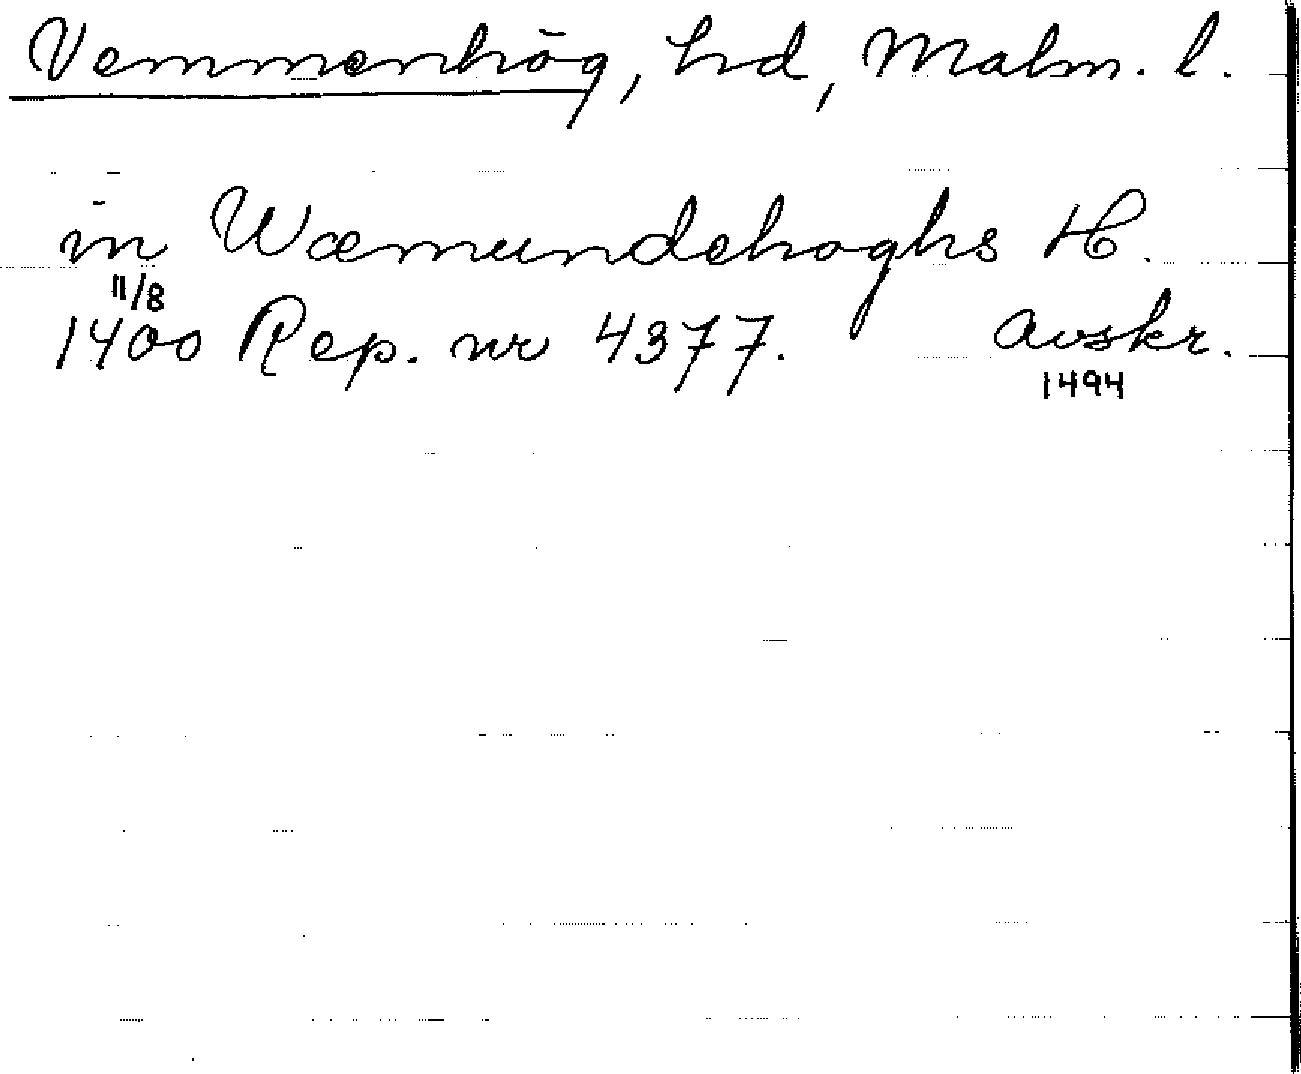 Vemmenhög, hd, Malm. l.
in Wæmundehoghs H.
11/8
1400 Rep. nr 4377. Avskr.
1494